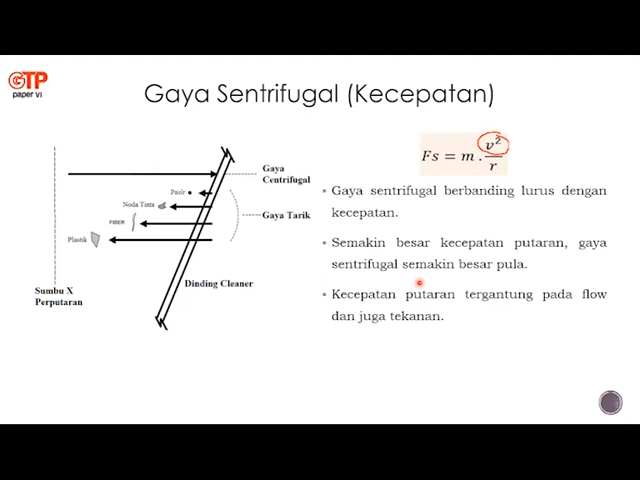 GTP
paper VI
Gaya Sentrifugal (Kecepatan)
Fs = m . v² / r
Gaya
Centrifugal
Pasir
Noda Tinta
Gaya Tarik
FIBER
Plastik
Dinding Cleaner
Sumbu X
Perputaran
▪ Gaya sentrifugal berbanding lurus dengan
kecepatan.
▪ Semakin besar kecepatan putaran, gaya
sentrifugal semakin besar pula.
▪ Kecepatan putaran tergantung pada flow
dan juga tekanan.